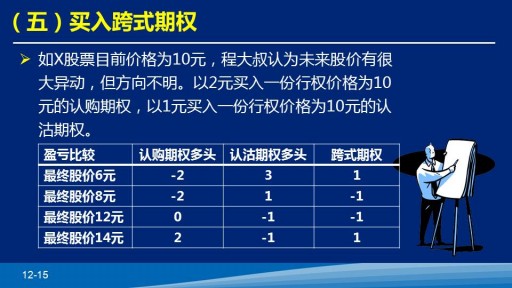 （五）买入跨式期权
如X股票目前价格为10元，程大叔认为未来股价有很
大异动，但方向不明。以2元买入一份行权价格为10
元的认购期权，以1元买入一份行权价格为10元的认
沽期权。
盈亏比较 认购期权多头 认沽期权多头 跨式期权
最终股价6元 -2 3 1
最终股价8元 -2 1 -1
最终股价12元 0 -1 -1
最终股价14元 2 -1 1
12-15